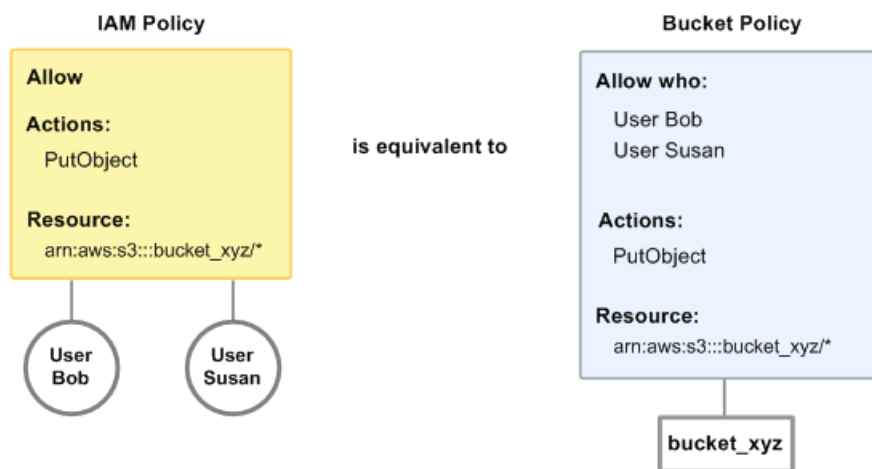 IAM Policy
Allow
Actions:
PutObject
Resource:
arn:aws:s3:::bucket_xyz/*
User
Bob
User
Susan
is equivalent to
Bucket Policy
Allow who:
User Bob
User Susan
Actions:
PutObject
Resource:
arn:aws:s3:::bucket_xyz/*
bucket_xyz